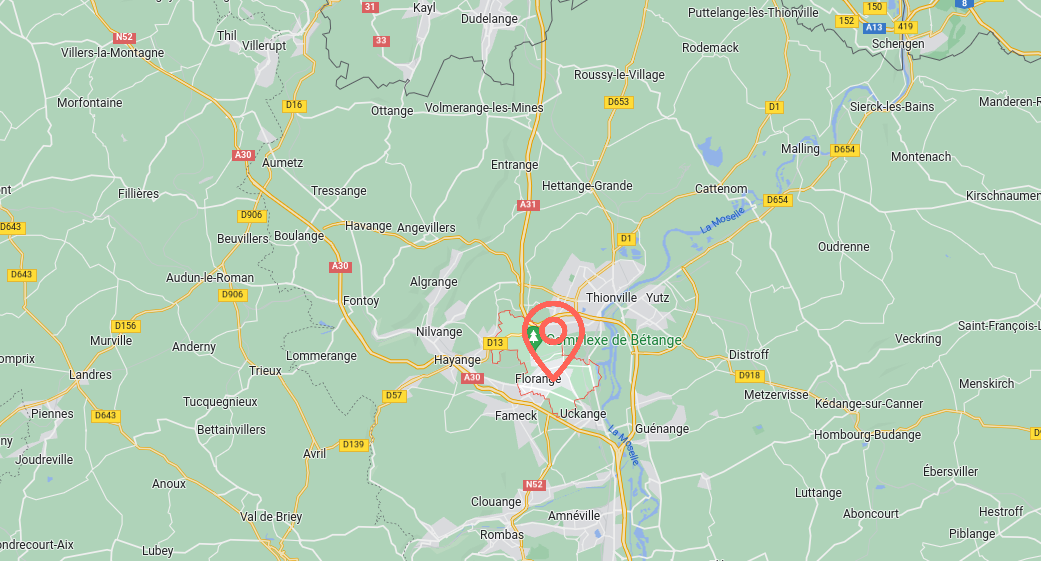 31
Kayl
Dudelange
Puttelange-lès-Thionville
150
8
152
A13
419
Thil
N52
33
Villerupt
Villers-la-Montagne
Rodemack
Schengen
Roussy-le-Village
Morfontaine
D16
Ottange
Volmerange-les-Mines
D653
D1
Sierck-les-Bains
Manderen-R
A30
Aumetz
Entrange
Malling
D654
Montenach
Fillières
Tressange
Hettange-Grande
Cattenom
D654
Kirschnaumen
A31
D906
Havange
Angevillers
La Moselle
D643
Beuvillers
Boulange
D1
Oudrenne
A30
D643
Audun-le-Roman
Algrange
D906
Fontoy
Thionville
Yutz
D156
Nilvange
Saint-François-L
Murville
Anderny
D13
Complexe de Bétange
Veckring
omprix
Lommerange
Hayange
Distroff
Landres
Trieux
A30
Florange
D918
Menskirch
D57
Metzervisse
Tucquegnieux
Kédange-sur-Canner
Piennes
D643
Fameck
Uckange
Bettainvillers
Guénange
Hombourg-Budange
ny
D139
La Moselle
Joudreville
Avril
Ébersviller
Anoux
N52
Luttange
Clouange
Val de Briey
Amnéville
Aboncourt
Hestroff
Rombas
Piblange
ondrecourt-Aix
Lubey